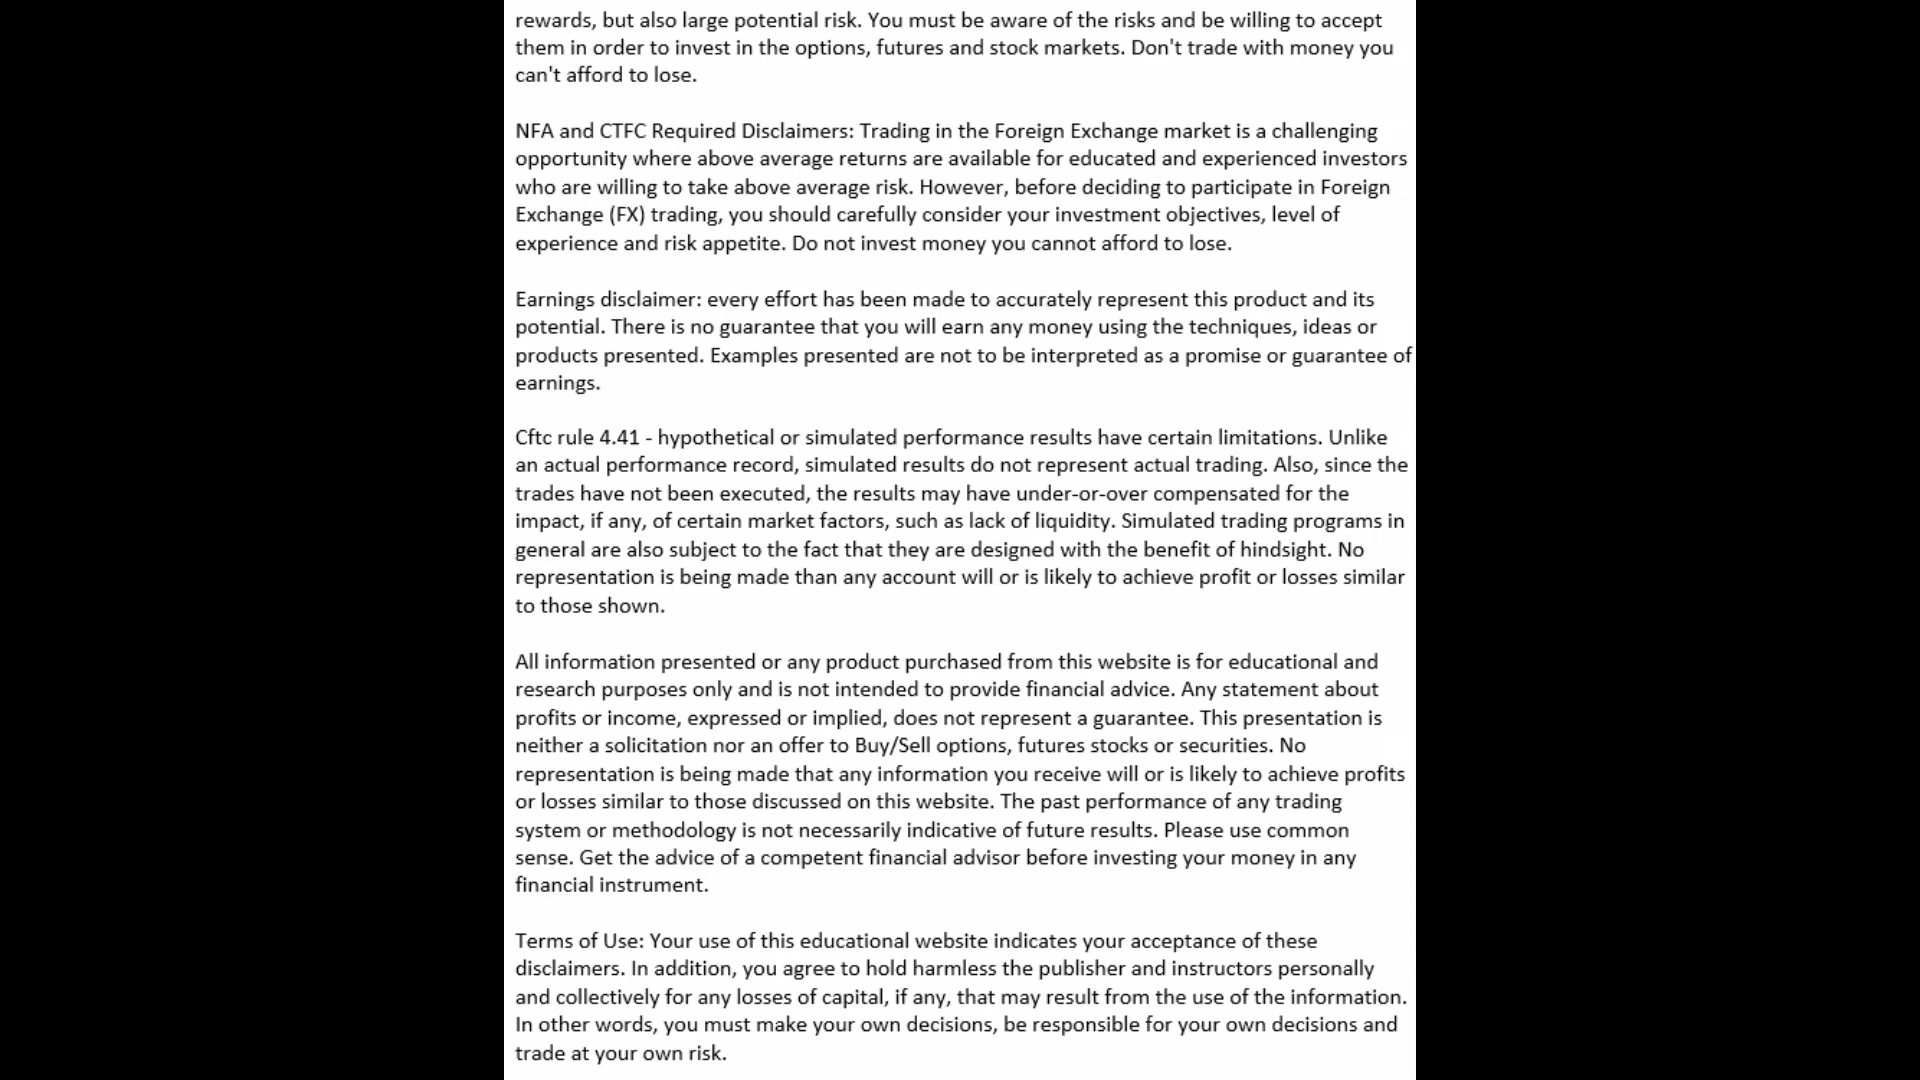 rewards, but also large potential risk. You must be aware of the risks and be willing to accept
them in order to invest in the options, futures and stock markets. Don't trade with money you
can't afford to lose.
NFA and CTFC Required Disclaimers: Trading in the Foreign Exchange market is a challenging
opportunity where above average returns are available for educated and experienced investors
who are willing to take above average risk. However, before deciding to participate in Foreign
Exchange (FX) trading, you should carefully consider your investment objectives, level of
experience and risk appetite. Do not invest money you cannot afford to lose.
Earnings disclaimer: every effort has been made to accurately represent this product and its
potential. There is no guarantee that you will earn any money using the techniques, ideas or
products presented. Examples presented are not to be interpreted as a promise or guarantee of
earnings.
Cftc rule 4.41 - hypothetical or simulated performance results have certain limitations. Unlike
an actual performance record, simulated results do not represent actual trading. Also, since the
trades have not been executed, the results may have under-or-over compensated for the
impact, if any, of certain market factors, such as lack of liquidity. Simulated trading programs in
general are also subject to the fact that they are designed with the benefit of hindsight. No
representation is being made than any account will or is likely to achieve profit or losses similar
to those shown.
All information presented or any product purchased from this website is for educational and
research purposes only and is not intended to provide financial advice. Any statement about
profits or income, expressed or implied, does not represent a guarantee. This presentation is
neither a solicitation nor an offer to Buy/Sell options, futures stocks or securities. No
representation is being made that any information you receive will or is likely to achieve profits
or losses similar to those discussed on this website. The past performance of any trading
system or methodology is not necessarily indicative of future results. Please use common
sense. Get the advice of a competent financial advisor before investing your money in any
financial instrument.
Terms of Use: Your use of this educational website indicates your acceptance of these
disclaimers. In addition, you agree to hold harmless the publisher and instructors personally
and collectively for any losses of capital, if any, that may result from the use of the information.
In other words, you must make your own decisions, be responsible for your own decisions and
trade at your own risk.